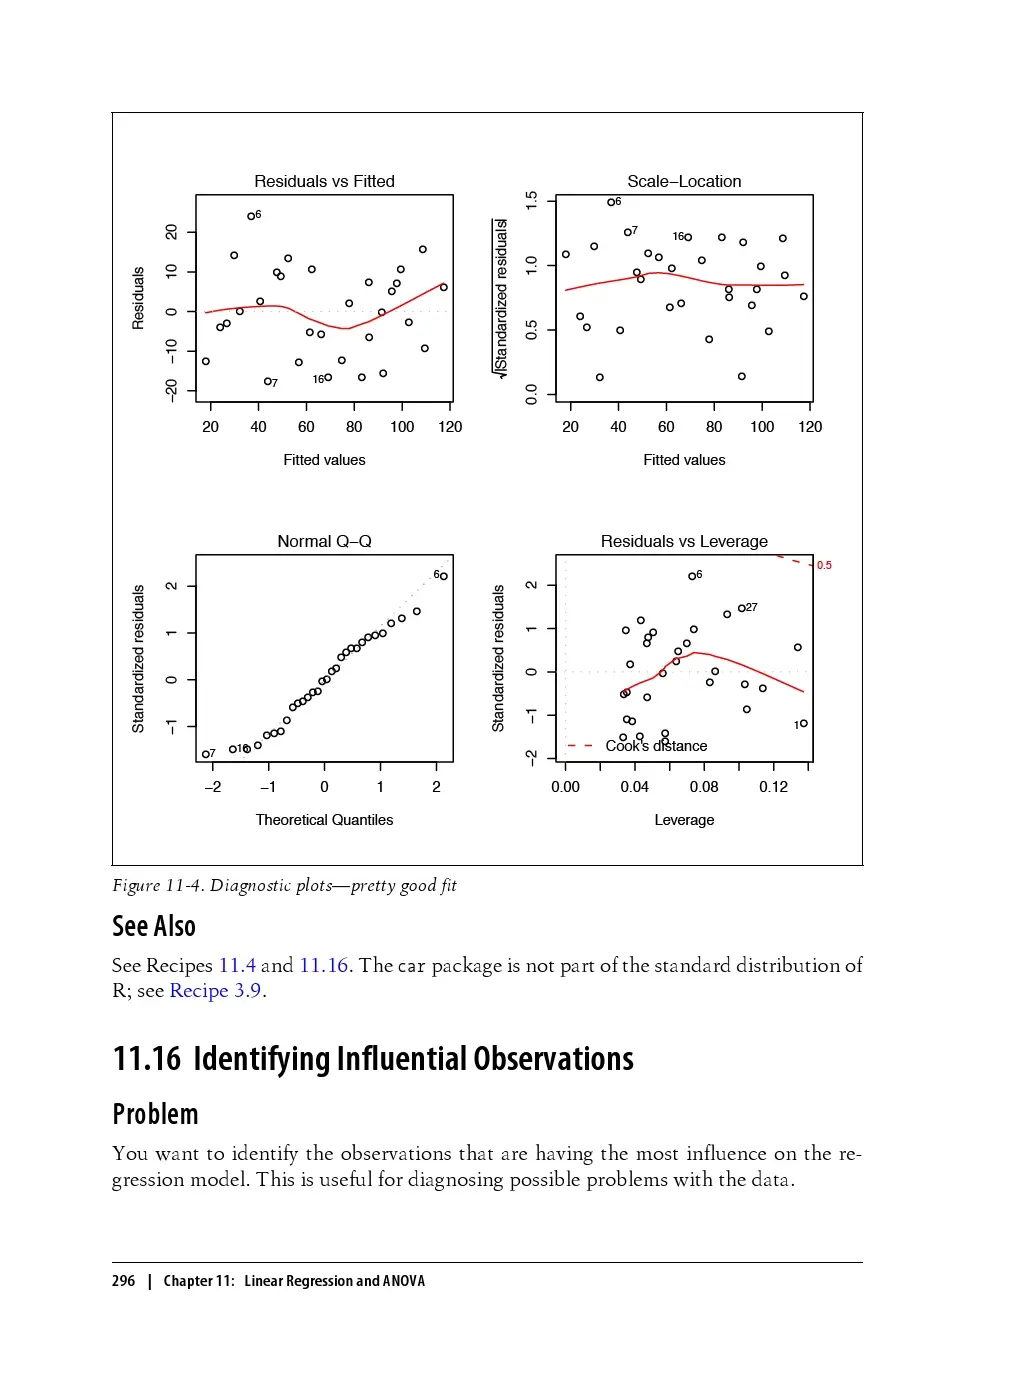 Residuals vs Fitted
Residuals
20
10
0
−10
−20
6
7
16
20 40 60 80 100 120
Fitted values
Scale−Location
√|Standardized residuals|
1.5
1.0
0.5
0.0
6
7
16
20 40 60 80 100 120
Fitted values
Normal Q−Q
Standardized residuals
2
1
0
−1
6
7
16
−2 −1 0 1 2
Theoretical Quantiles
Residuals vs Leverage
Standardized residuals
2
1
0
−1
−2
0.5
6
27
1
Cook's distance
0.00 0.04 0.08 0.12
Leverage
Figure 11-4. Diagnostic plots—pretty good fit
See Also
See Recipes 11.4 and 11.16. The car package is not part of the standard distribution of
R; see Recipe 3.9.
11.16 Identifying Influential Observations
Problem
You want to identify the observations that are having the most influence on the re-
gression model. This is useful for diagnosing possible problems with the data.
296 | Chapter 11: Linear Regression and ANOVA